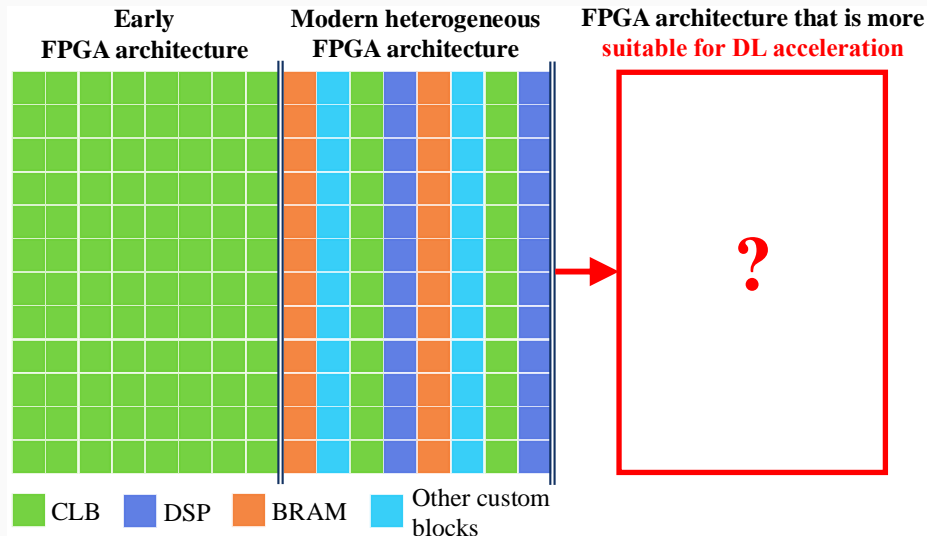 Early
FPGA architecture
Modern heterogeneous
FPGA architecture
FPGA architecture that is more
suitable for DL acceleration
?
CLB
DSP
BRAM
Other custom
blocks